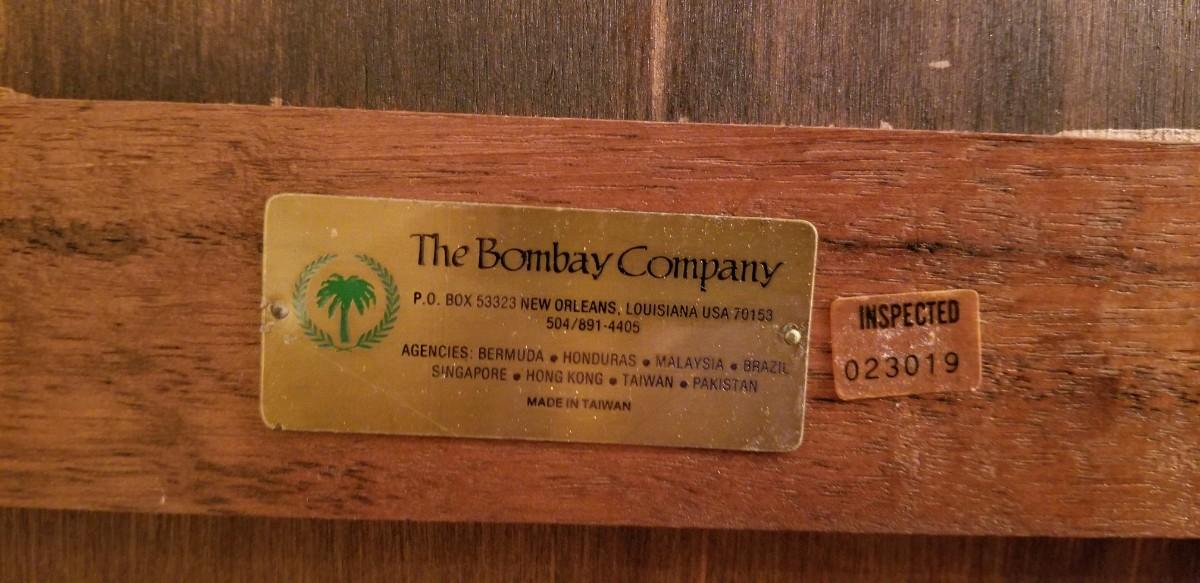 The Bombay Company
P.O. BOX 53323 NEW ORLEANS, LOUISIANA USA 70153
504/891-4405
AGENCIES: BERMUDA • HONDURAS • MALAYSIA • BRAZIL
SINGAPORE • HONG KONG • TAIWAN • PAKISTAN
MADE IN TAIWAN
INSPECTED
023019